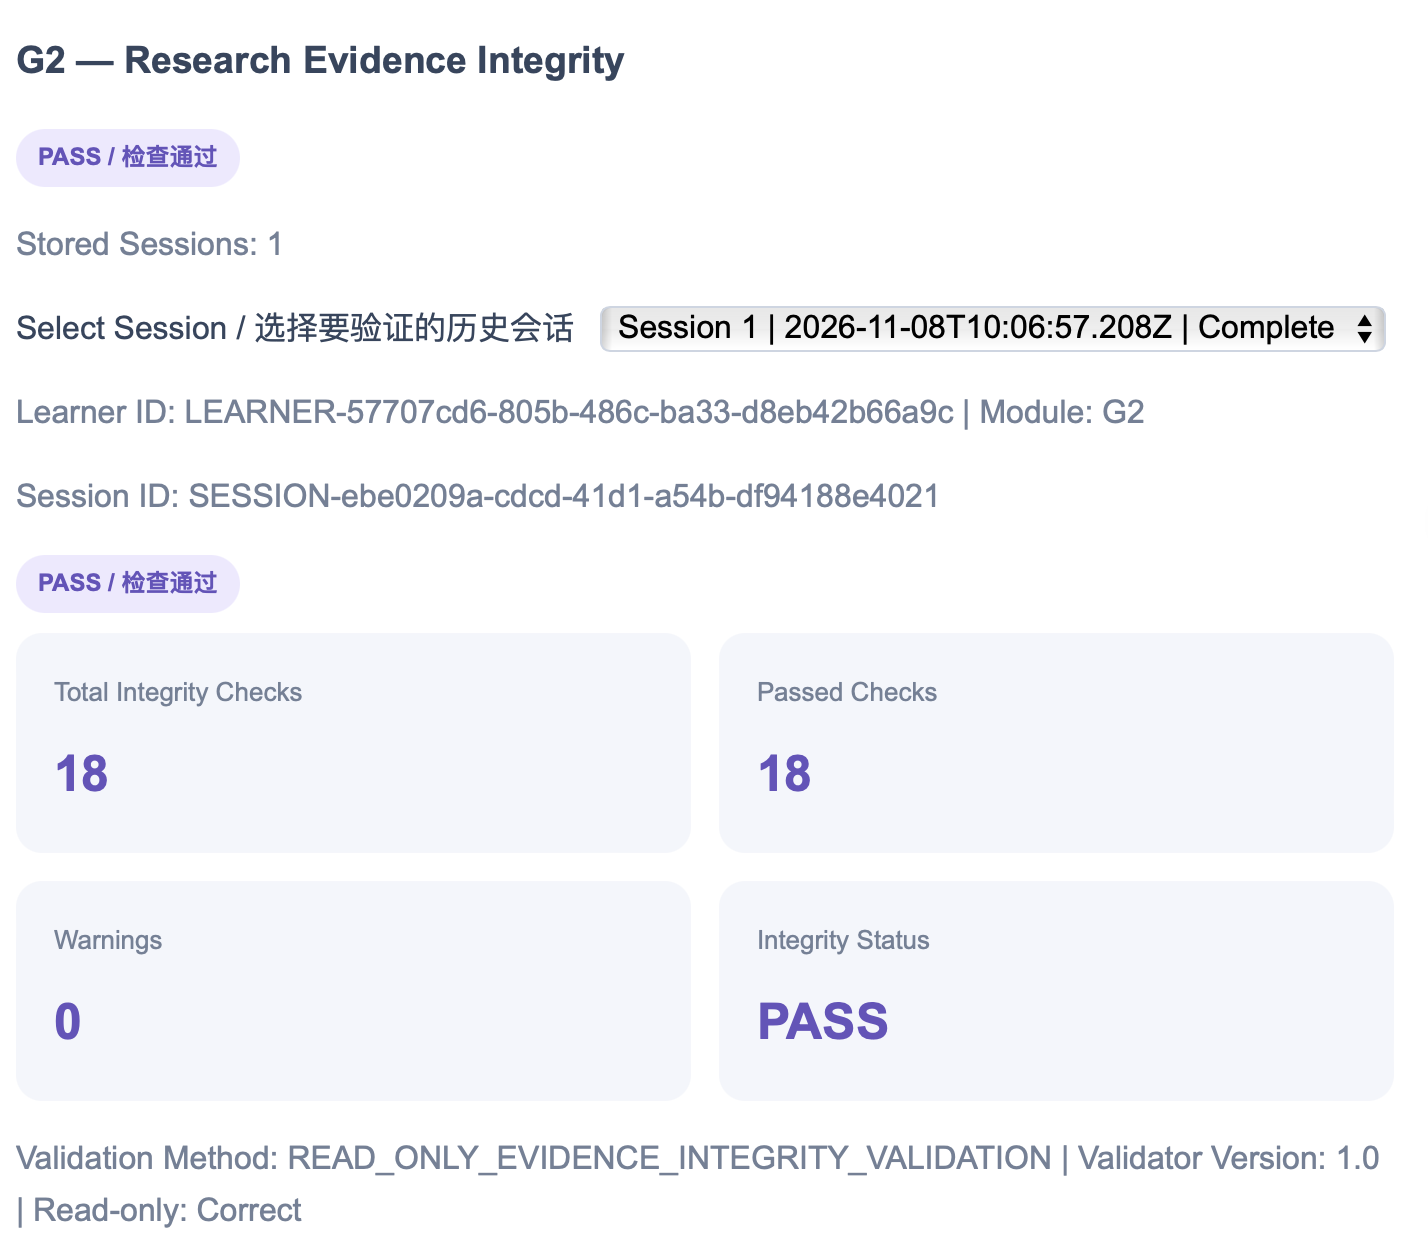 G2 — Research Evidence Integrity
PASS / 检查通过
Stored Sessions: 1
Select Session / 选择要验证的历史会话 Session 1 | 2026-11-08T10:06:57.208Z | Complete
Learner ID: LEARNER-57707cd6-805b-486c-ba33-d8eb42b66a9c | Module: G2
Session ID: SESSION-ebe0209a-cdcd-41d1-a54b-df94188e4021
PASS / 检查通过
Total Integrity Checks
18
Passed Checks
18
Warnings
0
Integrity Status
PASS
Validation Method: READ_ONLY_EVIDENCE_INTEGRITY_VALIDATION | Validator Version: 1.0
| Read-only: Correct